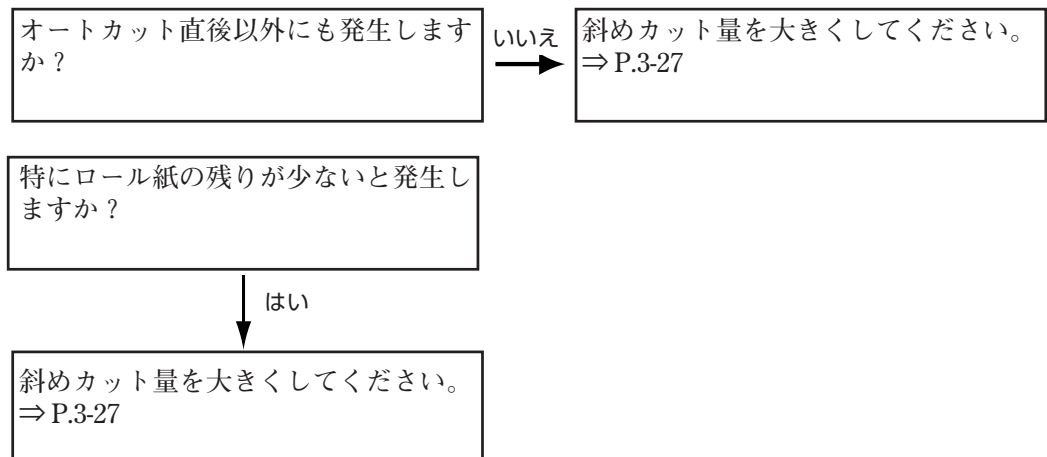 オートカット直後以外にも発生します
か？
いいえ
斜めカット量を大きくしてください。
⇒ P.3-27
特にロール紙の残りが少ないと発生し
ますか？
はい
斜めカット量を大きくしてください。
⇒ P.3-27